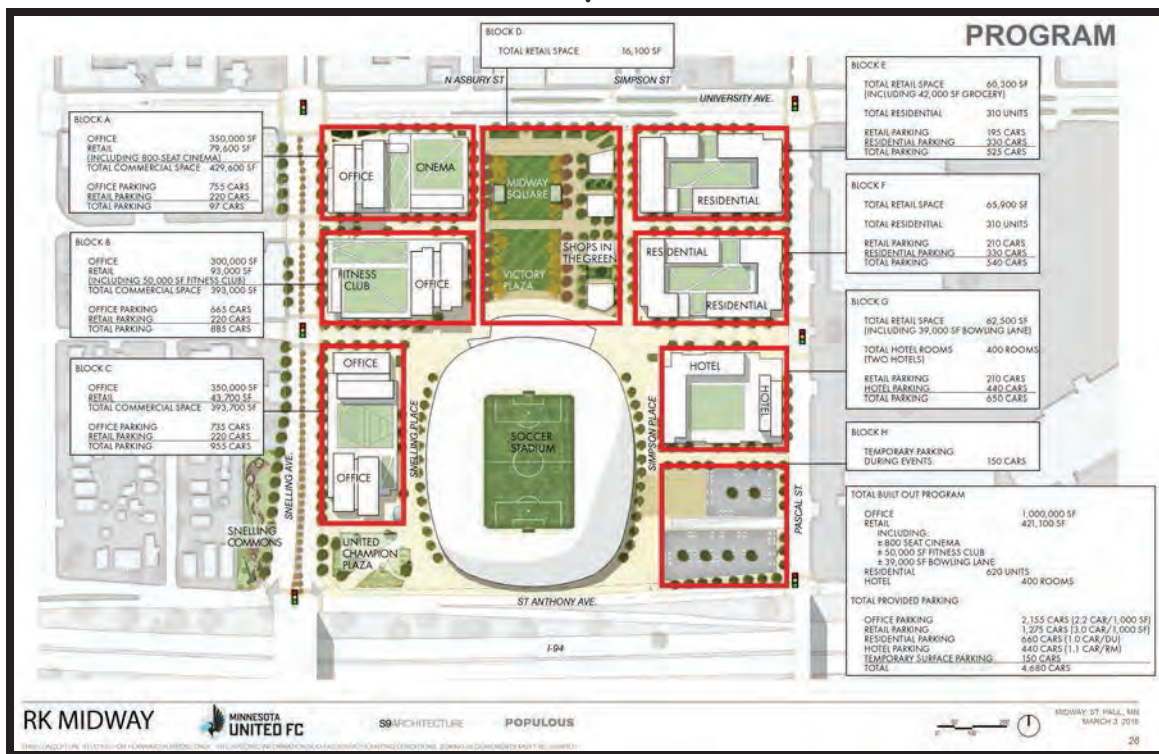 PROGRAM
BLOCK D
TOTAL RETAIL SPACE 16,100 SF
N ASBURY ST
SIMPSON ST
UNIVERSITY AVE.
BLOCK A
OFFICE 350,000 SF
RETAIL 79,600 SF
(INCLUDING 800-SEAT CINEMA)
TOTAL COMMERCIAL SPACE 429,600 SF
OFFICE PARKING 755 CARS
RETAIL PARKING 220 CARS
TOTAL PARKING 97 CARS
BLOCK B
OFFICE 300,000 SF
RETAIL 93,000 SF
(INCLUDING 50,000 SF FITNESS CLUB)
TOTAL COMMERCIAL SPACE 393,000 SF
OFFICE PARKING 665 CARS
RETAIL PARKING 220 CARS
TOTAL PARKING 885 CARS
BLOCK C
OFFICE 350,000 SF
RETAIL 43,700 SF
TOTAL COMMERCIAL SPACE 393,700 SF
OFFICE PARKING 735 CARS
RETAIL PARKING 220 CARS
TOTAL PARKING 955 CARS
OFFICE
CINEMA
MIDWAY
SQUARE
RESIDENTIAL
FITNESS
CLUB
OFFICE
VICTORY
PLAZA
SHOPS IN
THE GREEN
RESIDENTIAL
RESIDENTIAL
OFFICE
OFFICE
SNELLING PLACE
SOCCER
STADIUM
SIMPSON PLACE
HOTEL
HOTEL
PASCAL ST.
SNELLING AVE.
SNELLING
COMMONS
UNITED
CHAMPION
PLAZA
ST ANTHONY AVE.
I-94
BLOCK E
TOTAL RETAIL SPACE 60,300 SF
(INCLUDING 42,000 SF GROCERY)
TOTAL RESIDENTIAL 310 UNITS
RETAIL PARKING 195 CARS
RESIDENTIAL PARKING 330 CARS
TOTAL PARKING 525 CARS
BLOCK F
TOTAL RETAIL SPACE 65,900 SF
TOTAL RESIDENTIAL 310 UNITS
RETAIL PARKING 210 CARS
RESIDENTIAL PARKING 330 CARS
TOTAL PARKING 540 CARS
BLOCK G
TOTAL RETAIL SPACE 62,500 SF
(INCLUDING 39,000 SF BOWLING LANE)
TOTAL HOTEL ROOMS 400 ROOMS
(TWO HOTELS)
RETAIL PARKING 210 CARS
HOTEL PARKING 440 CARS
TOTAL PARKING 650 CARS
BLOCK H
TEMPORARY PARKING
DURING EVENTS 150 CARS
TOTAL BUILT OUT PROGRAM
OFFICE 1,000,000 SF
RETAIL 421,100 SF
INCLUDING:
± 800 SEAT CINEMA
± 50,000 SF FITNESS CLUB
± 39,000 SF BOWLING LANE
RESIDENTIAL 620 UNITS
HOTEL 400 ROOMS
TOTAL PROVIDED PARKING
OFFICE PARKING 2,155 CARS (2.2 CAR/1,000 SF)
RETAIL PARKING 1,275 CARS (3.0 CAR/1,000 SF)
RESIDENTIAL PARKING 660 CARS (1.0 CAR/DU)
HOTEL PARKING 440 CARS (1.1 CAR/RM)
TEMPORARY SURFACE PARKING 150 CARS
TOTAL 4,680 CARS
RK MIDWAY
MINNESOTA
UNITED FC
S9ARCHITECTURE
POPULOUS
MIDWAY ST. PAUL, MN
MARCH 3, 2016
26